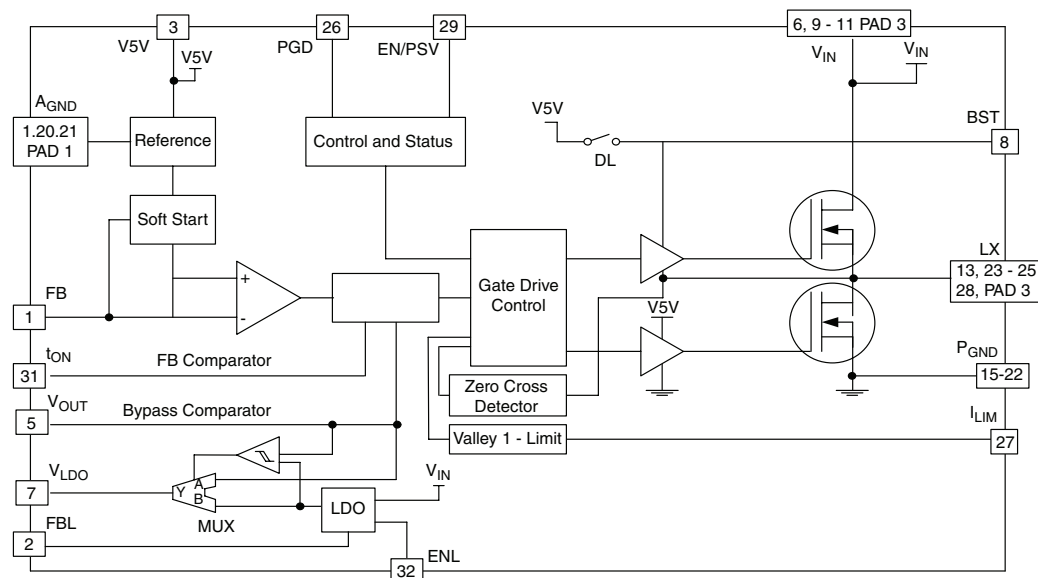 3
26
29
6, 9 - 11 PAD 3
V5V
PGD
EN/PSV
VIN
VIN
V5V
AGND
1.20.21
PAD 1
Reference
Control and Status
V5V
DL
BST
8
Soft Start
+
-
Gate Drive
Control
LX
13, 23 - 25
28, PAD 3
FB
1
V5V
tON
31
FB Comparator
Zero Cross
Detector
PGND
15-22
VOUT
5
Bypass Comparator
Valley 1 - Limit
ILIM
27
VLDO
7
Y
A
B
MUX
VIN
LDO
FBL
2
ENL
32